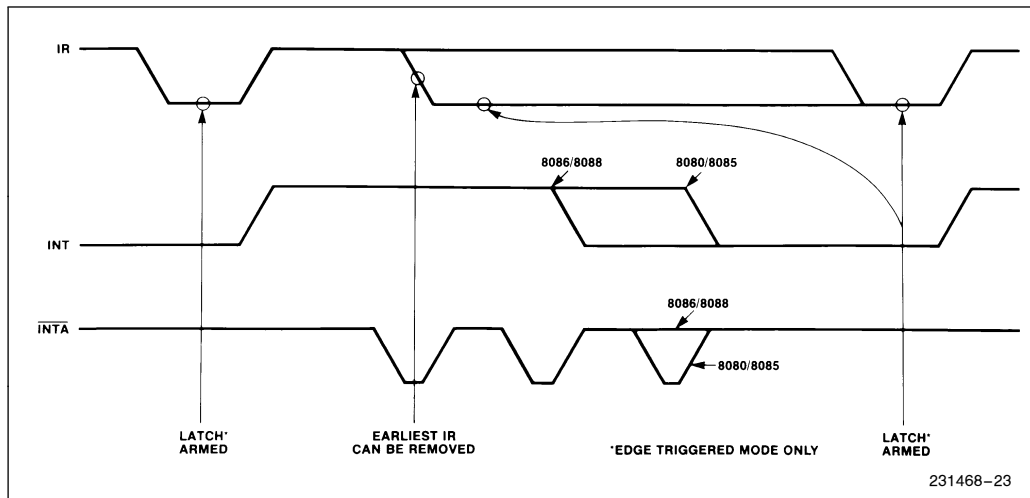 IR
8086/8088
8080/8085
INT
INTA
8086/8088
8080/8085
LATCH*
ARMED
EARLIEST IR
CAN BE REMOVED
*EDGE TRIGGERED MODE ONLY
LATCH*
ARMED
231468–23